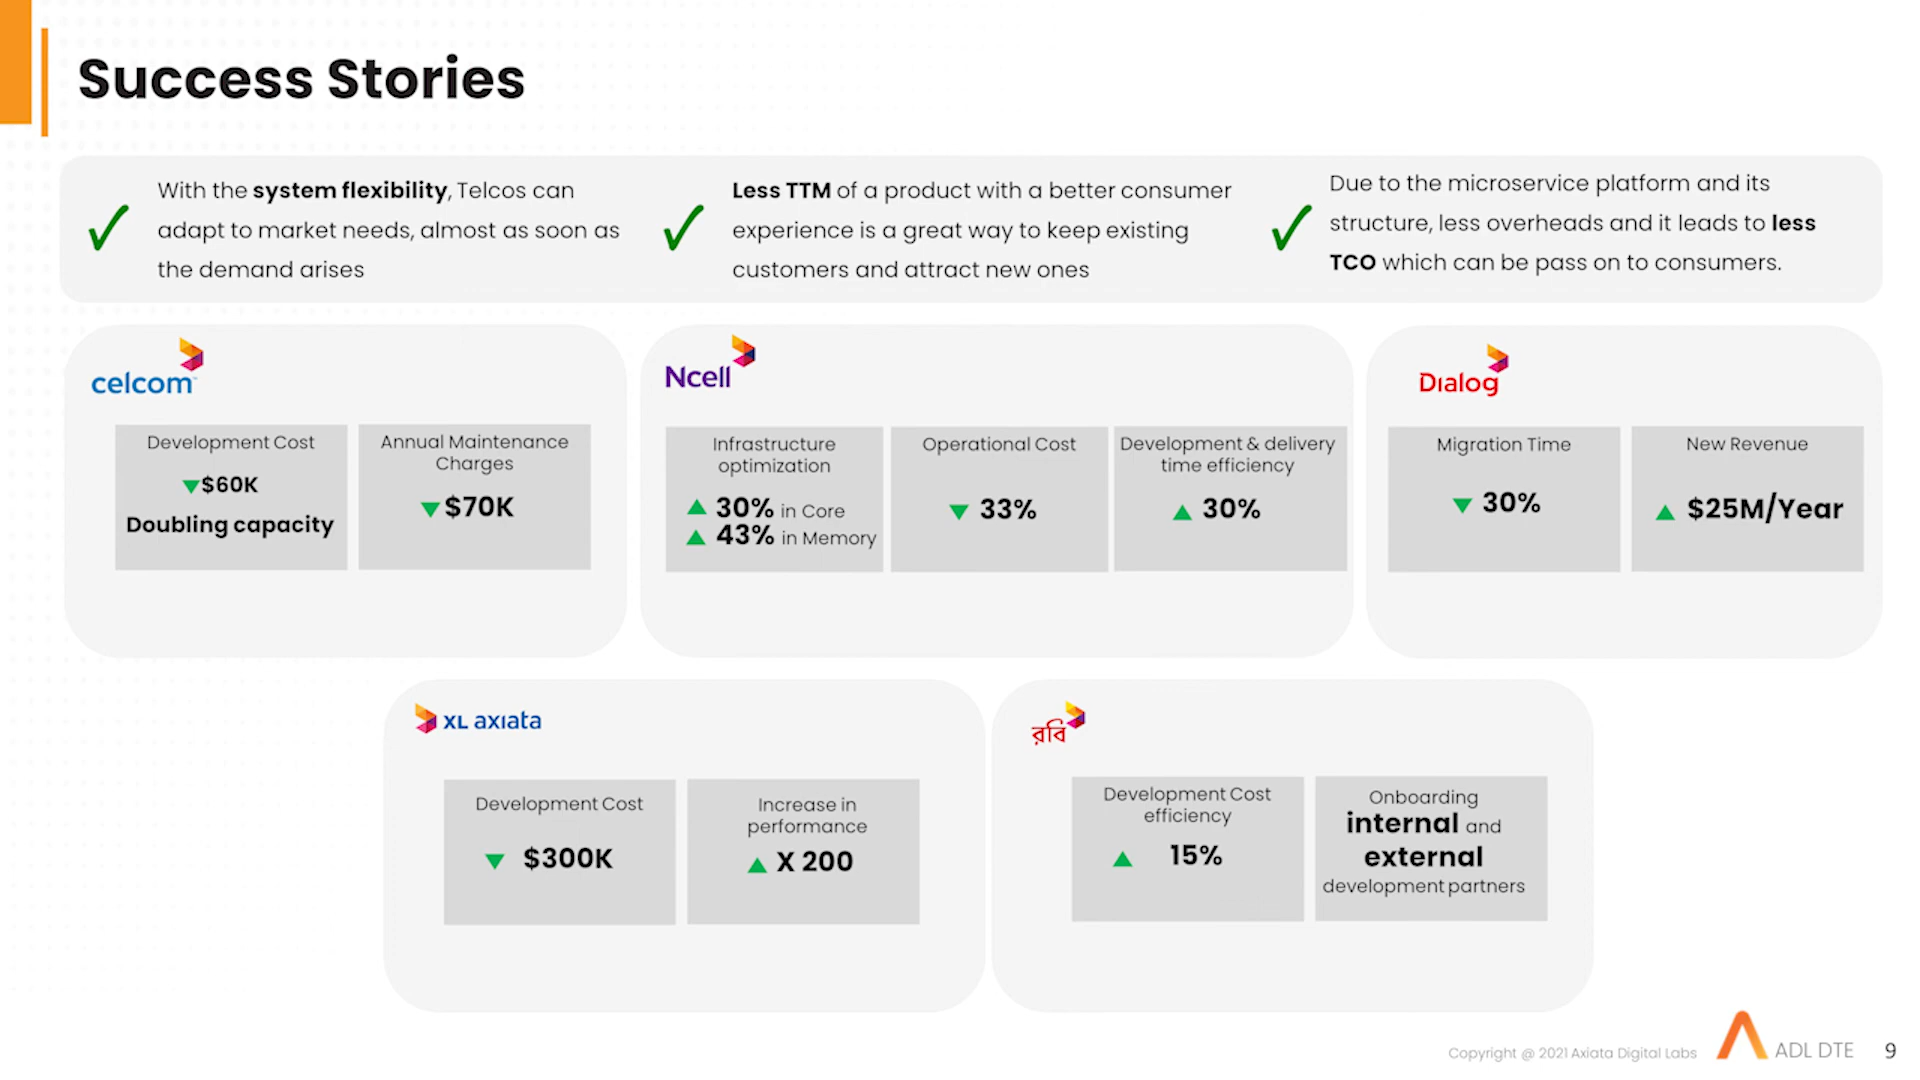 Success Stories
With the system flexibility, Telcos can
adapt to market needs, almost as soon as
the demand arises
Less TTM of a product with a better consumer
experience is a great way to keep existing
customers and attract new ones
Due to the microservice platform and its
structure, less overheads and it leads to less
TCO which can be pass on to consumers.
celcom
Development Cost
▼$60K
Doubling capacity
Annual Maintenance
Charges
▼$70K
Ncell
Infrastructure
optimization
▲ 30% in Core
▲ 43% in Memory
Operational Cost
▼ 33%
Development & delivery
time efficiency
▲ 30%
Dialog
Migration Time
▼ 30%
New Revenue
▲ $25M/Year
XL axiata
Development Cost
▼ $300K
Increase in
performance
▲ X 200
রবি
Development Cost
efficiency
▲ 15%
Onboarding
internal and
external
development partners
Copyright @ 2021 Axiata Digital Labs
ADL DTE
9